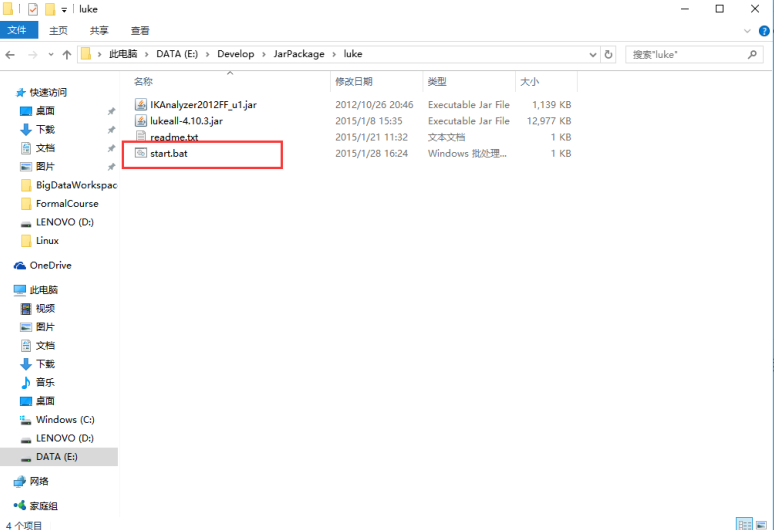 luke
文件 主页 共享 查看
此电脑 > DATA (E:) > Develop > JarPackage > luke
搜索"luke"
名称 修改日期 类型 大小
IKAnalyzer2012FF_u1.jar 2012/10/26 20:46 Executable Jar File 1,139 KB
lukeall-4.10.3.jar 2015/1/8 15:35 Executable Jar File 12,977 KB
readme.txt 2015/1/21 11:32 文本文档 1 KB
start.bat 2015/1/28 16:24 Windows 批处理... 1 KB
快速访问
桌面
下载
文档
图片
BigDataWorkspac
FormalCourse
LENOVO (D:)
Linux
OneDrive
此电脑
视频
图片
文档
下载
音乐
桌面
Windows (C:)
LENOVO (D:)
DATA (E:)
网络
家庭组
4 个项目